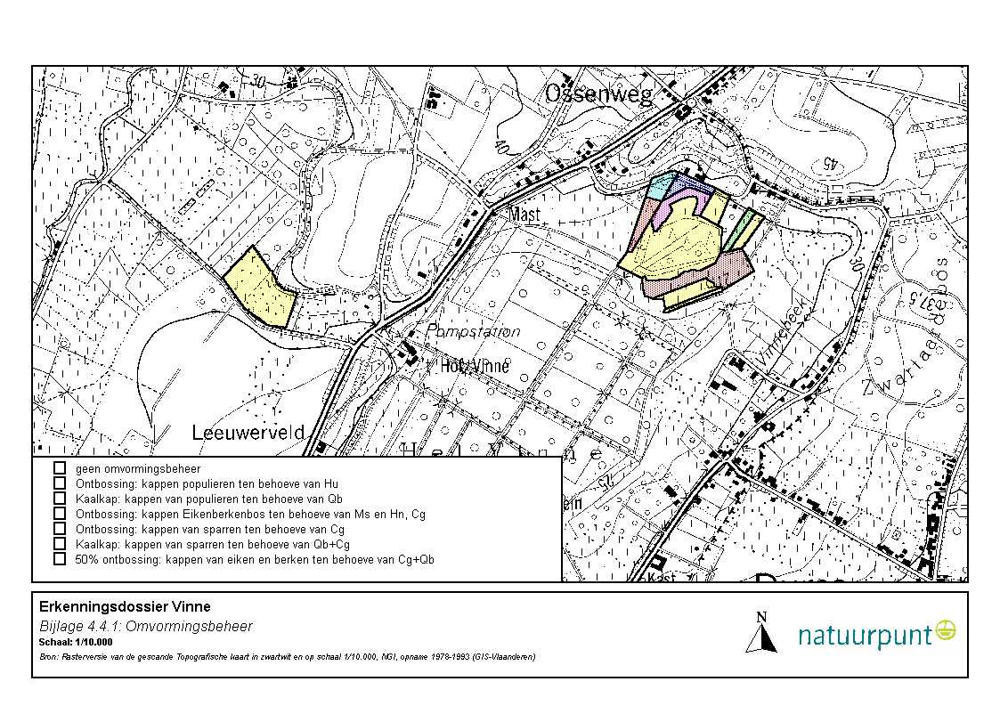 Ossenweg
30
40
45
Mast
30
37,5
Pompstation
Hof. Vinne
Vinnebeek
Zwartaardebos
Leeuwerveld
Het Vinne
25
ein
Kast
geen omvormingsbeheer
Ontbossing: kappen populieren ten behoeve van Hu
Kaalkap: kappen van populieren ten behoeve van Qb
Ontbossing: kappen Eikenberkenbos ten behoeve van Ms en Hn, Cg
Ontbossing: kappen van sparren ten behoeve van Cg
Kaalkap: kappen van sparren ten behoeve van Qb+Cg
50% ontbossing: kappen van eiken en berken ten behoeve van Cg+Qb
Erkenningsdossier Vinne
Bijlage 4.4.1: Omvormingsbeheer
Schaal: 1/10.000
Bron: Rasterversie van de gescande Topografische kaart in zwartwit en op schaal 1/10.000, NGI, opname 1978-1993 (GIS-Vlaanderen)
N
natuurpunt